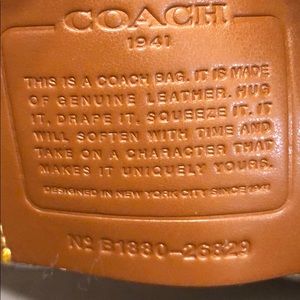 COACH
1941
THIS IS A COACH BAG. IT IS MADE
OF GENUINE LEATHER. HUG
IT. DRAPE IT. SQUEEZE IT. IT
WILL SOFTEN WITH TIME AND
TAKE ON A CHARACTER THAT
MAKES IT UNIQUELY YOURS.
DESIGNED IN NEW YORK CITY SINCE 1941
Nº B1880-26829